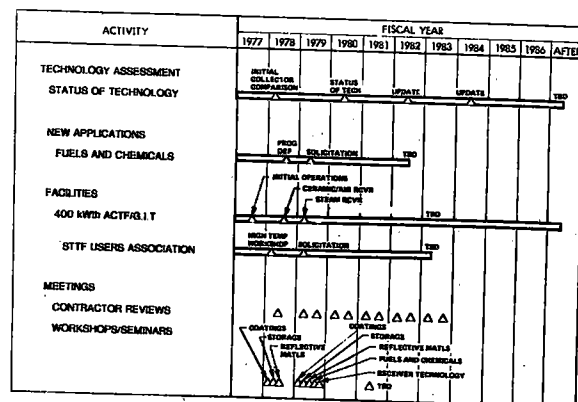 ACTIVITY
FISCAL YEAR
1977 1978 1979 1980 1981 1982 1983 1984 1985 1986 AFTER
TECHNOLOGY ASSESSMENT
INITIAL COLLECTOR COMPARISON
STATUS OF TECH
UPDATE
UPDATE
STATUS OF TECHNOLOGY
TBD
NEW APPLICATIONS
PROG DEF
SOLICITATION
TBD
FUELS AND CHEMICALS
INITIAL OPERATIONS
FACILITIES
CERAMIC/AIR RCVR
STEAM RCVR
400 kWth ACTF/G.I.T
TBD
HIGH TEMP WORKSHOP
SOLICITATION
TBD
STTF USERS ASSOCIATION
MEETINGS
CONTRACTOR REVIEWS
WORKSHOPS/SEMINARS
COATINGS
STORAGE
REFLECTIVE MATLS
COATINGS
STORAGE
REFLECTIVE MATLS
FUELS AND CHEMICALS
RECEIVER TECHNOLOGY
TBD